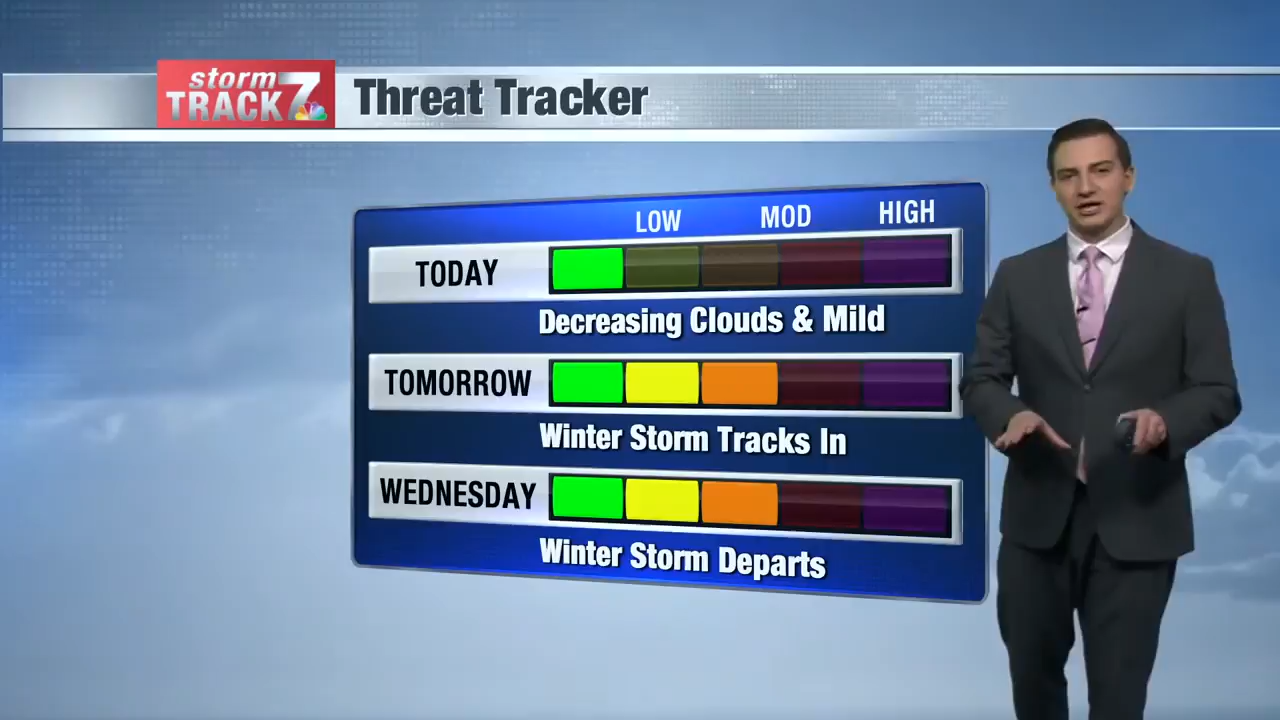 storm
TRACK 7
Threat Tracker
LOW MOD HIGH
TODAY
Decreasing Clouds & Mild
TOMORROW
Winter Storm Tracks In
WEDNESDAY
Winter Storm Departs